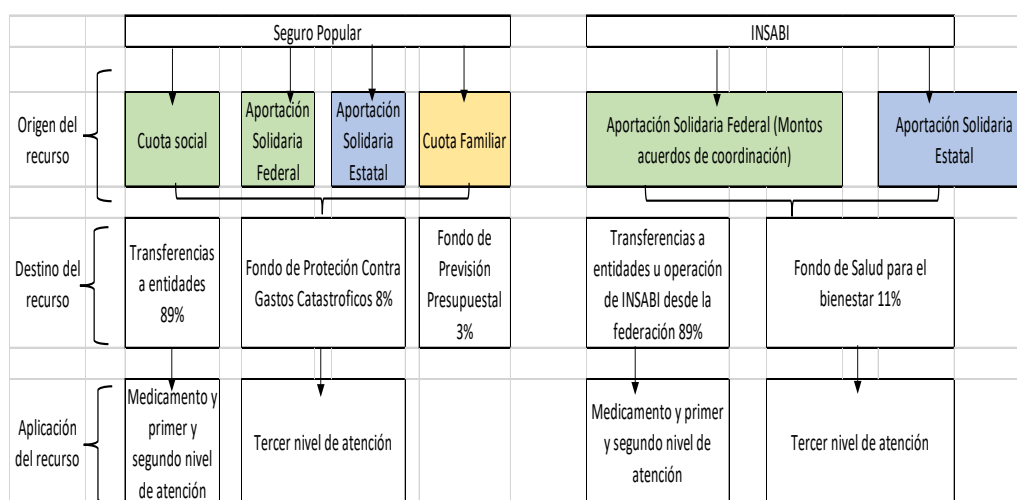 Seguro Popular
INSABI
Origen del
recurso
Cuota social
Aportación
Solidaria
Federal
Aportación
Solidaria
Estatal
Cuota Familiar
Aportación Solidaria Federal (Montos
acuerdos de coordinación)
Aportación Solidaria
Estatal
Destino del
recurso
Transferencias
a entidades
89%
Fondo de Proteción Contra
Gastos Catastroficos 8%
Fondo de
Previsión
Presupuestal
3%
Transferencias a
entidades u operación
de INSABI desde la
federación 89%
Fondo de Salud para el
bienestar 11%
Aplicación
del recurso
Medicamento y
primer y
segundo nivel
de atención
Tercer nivel de atención
Medicamento y primer
y segundo nivel de
atención
Tercer nivel de atención